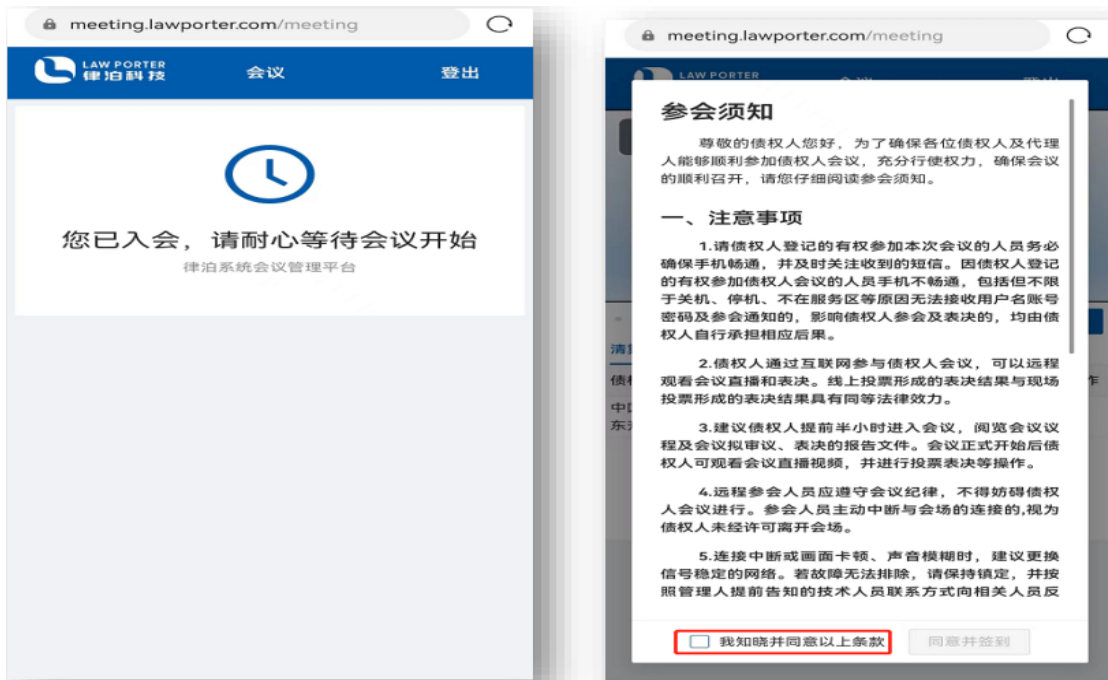 meeting.lawporter.com/meeting
LAW PORTER
律泊科技
会议
登出
您已入会，请耐心等待会议开始
律泊系统会议管理平台
meeting.lawporter.com/meeting
LAW PORTER
参会须知
尊敬的债权人您好，为了确保各位债权人及代理
人能够顺利参加债权人会议，充分行使权力，确保会议
的顺利召开，请您仔细阅读参会须知。
一、注意事项
1.请债权人登记的有权参加本次会议的人员务必
确保手机畅通，并及时关注收到的短信。因债权人登记
的有权参加债权人会议的人员手机不畅通，包括但不限
于关机、停机、不在服务区等原因无法接收用户名账号
密码及参会通知的，影响债权人参会及表决的，均由债
权人自行承担相应后果。
2.债权人通过互联网参与债权人会议，可以远程
观看会议直播和表决。线上投票形成的表决结果与现场
投票形成的表决结果具有同等法律效力。
3.建议债权人提前半小时进入会议，阅览会议议
程及会议拟审议、表决的报告文件。会议正式开始后债
权人可观看会议直播视频，并进行投票表决等操作。
4.远程参会人员应遵守会议纪律，不得妨碍债权
人会议进行。参会人员主动中断与会场的连接的,视为
债权人未经许可离开会场。
5.连接中断或画面卡顿、声音模糊时，建议更换
信号稳定的网络。若故障无法排除，请保持镇定，并按
照管理人提前告知的技术人员联系方式向相关人员反
我知晓并同意以上条款
同意并签到